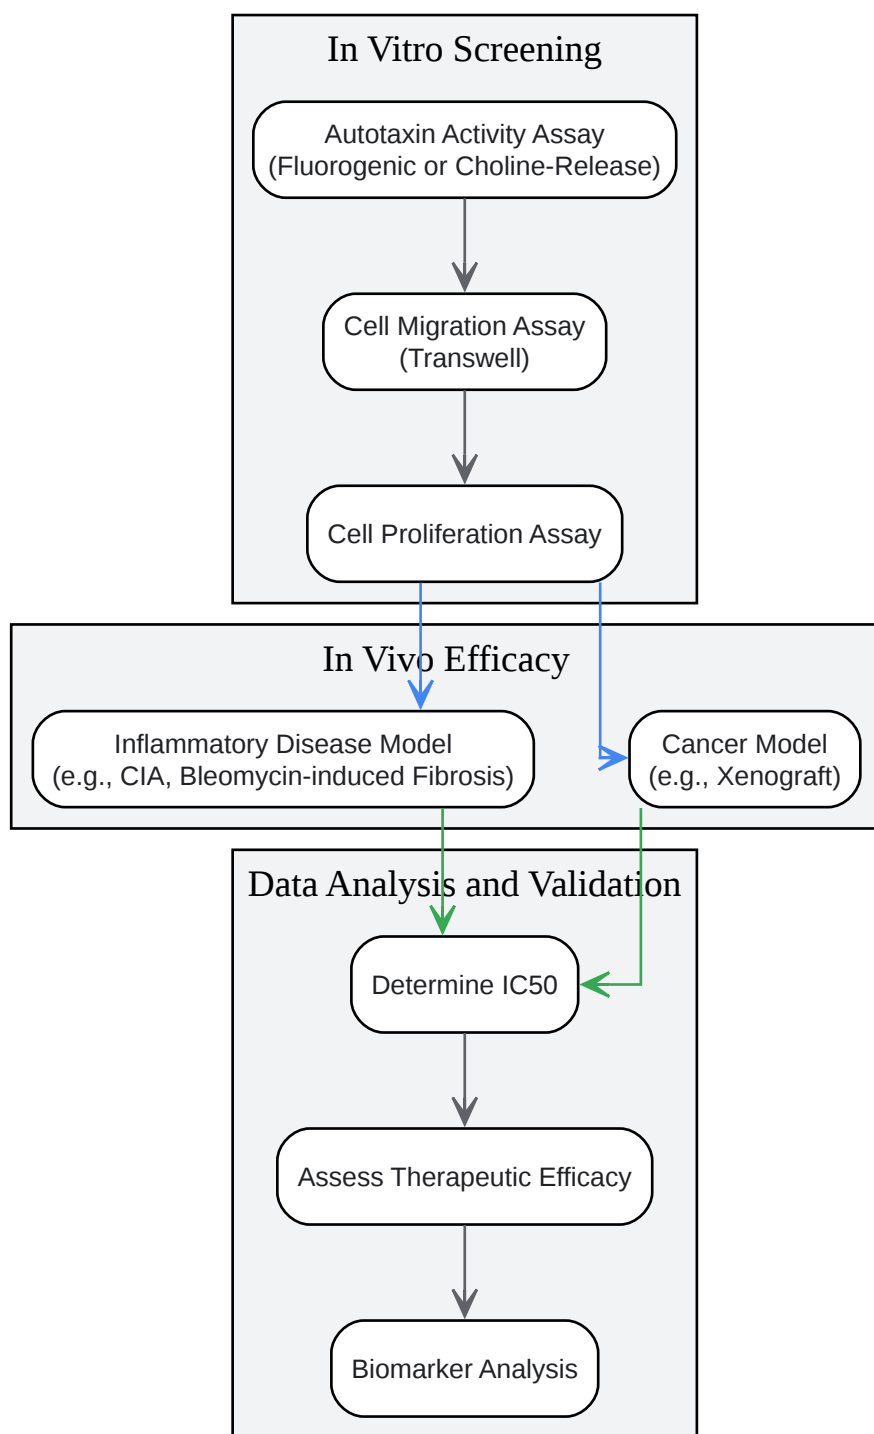 In Vitro Screening
Autotaxin Activity Assay
(Fluorogenic or Choline-Release)
Cell Migration Assay
(Transwell)
Cell Proliferation Assay
In Vivo Efficacy
Inflammatory Disease Model
(e.g., CIA, Bleomycin-induced Fibrosis)
Cancer Model
(e.g., Xenograft)
Data Analysis and Validation
Determine IC50
Assess Therapeutic Efficacy
Biomarker Analysis